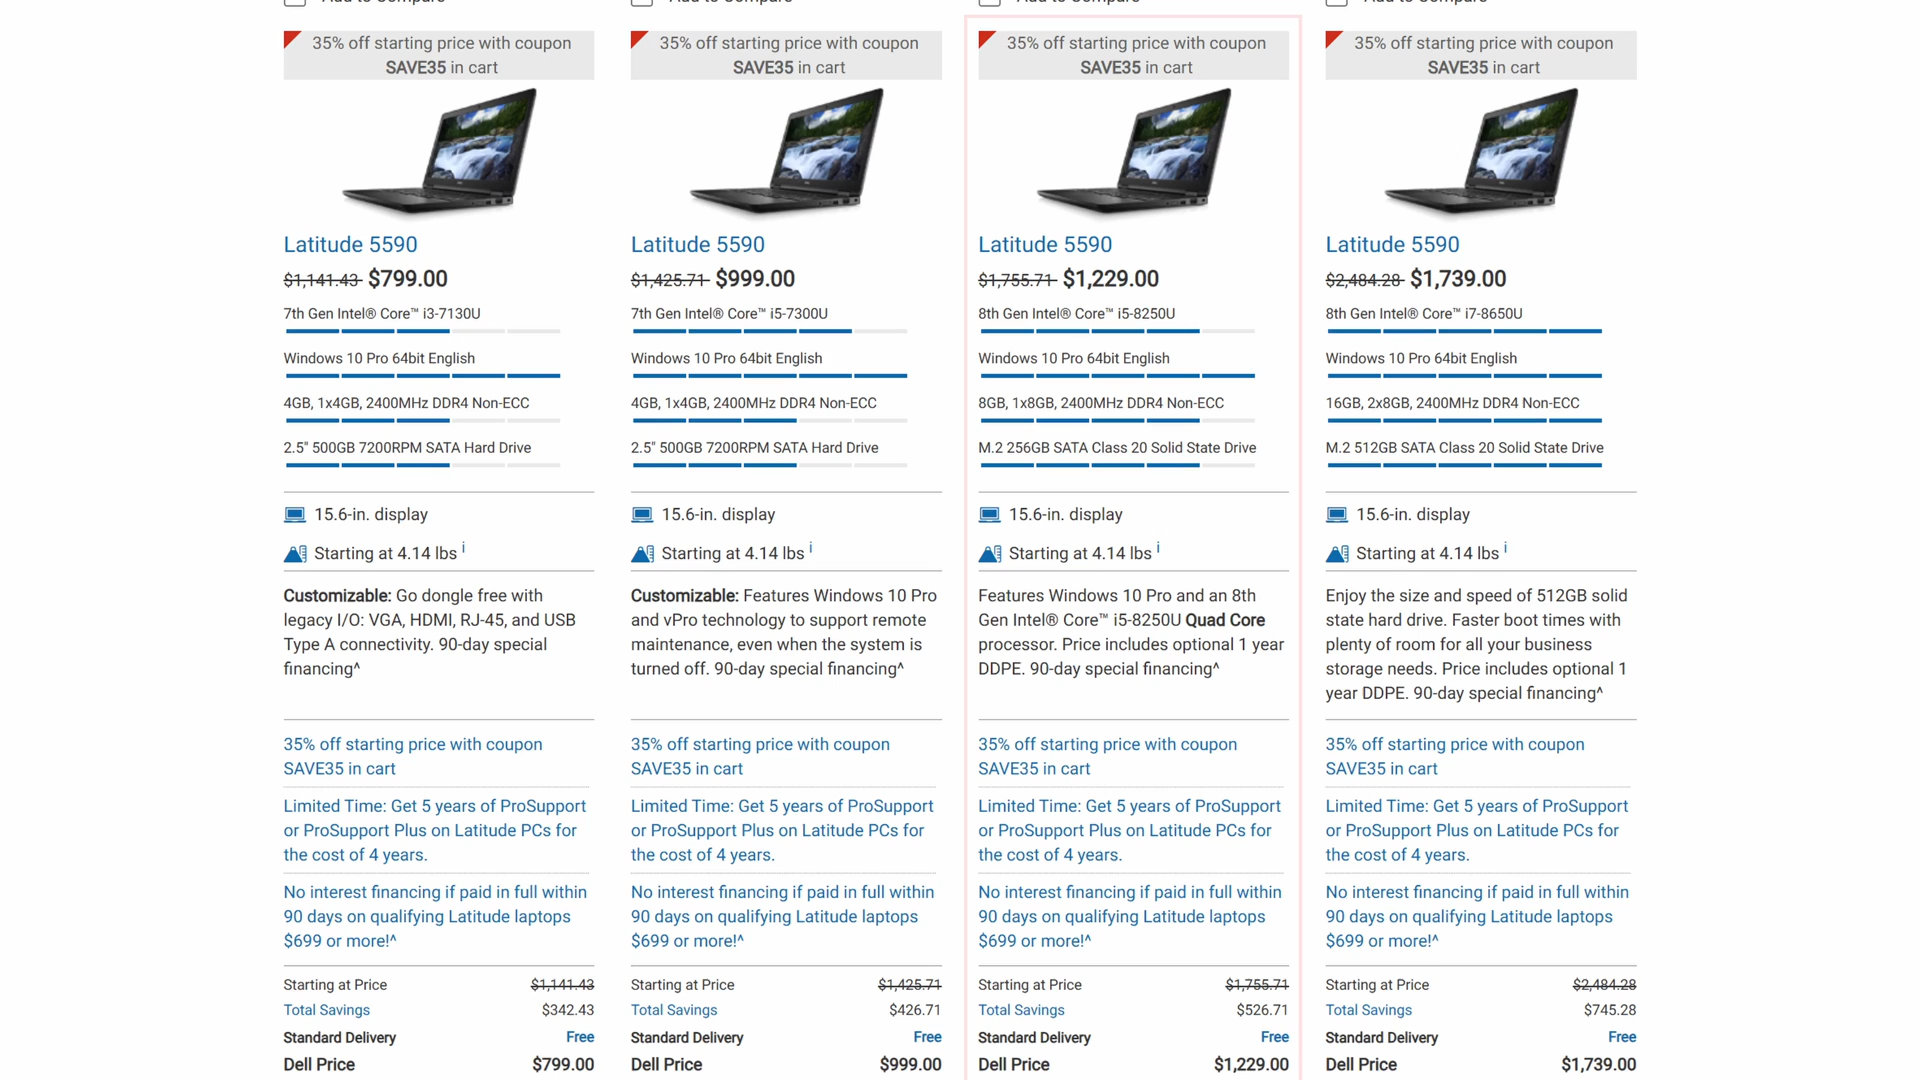 Add to Compare
Add to Compare
Add to Compare
Add to Compare
35% off starting price with coupon
SAVE35 in cart
Latitude 5590
$1,141.43 $799.00
7th Gen Intel® Core™ i3-7130U
Windows 10 Pro 64bit English
4GB, 1x4GB, 2400MHz DDR4 Non-ECC
2.5" 500GB 7200RPM SATA Hard Drive
15.6-in. display
Starting at 4.14 lbs i
Customizable: Go dongle free with
legacy I/O: VGA, HDMI, RJ-45, and USB
Type A connectivity. 90-day special
financing^
35% off starting price with coupon
SAVE35 in cart
Limited Time: Get 5 years of ProSupport
or ProSupport Plus on Latitude PCs for
the cost of 4 years.
No interest financing if paid in full within
90 days on qualifying Latitude laptops
$699 or more!^
Starting at Price $1,141.43
Total Savings $342.43
Standard Delivery Free
Dell Price $799.00
35% off starting price with coupon
SAVE35 in cart
Latitude 5590
$1,425.71 $999.00
7th Gen Intel® Core™ i5-7300U
Windows 10 Pro 64bit English
4GB, 1x4GB, 2400MHz DDR4 Non-ECC
2.5" 500GB 7200RPM SATA Hard Drive
15.6-in. display
Starting at 4.14 lbs i
Customizable: Features Windows 10 Pro
and vPro technology to support remote
maintenance, even when the system is
turned off. 90-day special financing^
35% off starting price with coupon
SAVE35 in cart
Limited Time: Get 5 years of ProSupport
or ProSupport Plus on Latitude PCs for
the cost of 4 years.
No interest financing if paid in full within
90 days on qualifying Latitude laptops
$699 or more!^
Starting at Price $1,425.71
Total Savings $426.71
Standard Delivery Free
Dell Price $999.00
35% off starting price with coupon
SAVE35 in cart
Latitude 5590
$1,755.71 $1,229.00
8th Gen Intel® Core™ i5-8250U
Windows 10 Pro 64bit English
8GB, 1x8GB, 2400MHz DDR4 Non-ECC
M.2 256GB SATA Class 20 Solid State Drive
15.6-in. display
Starting at 4.14 lbs i
Features Windows 10 Pro and an 8th
Gen Intel® Core™ i5-8250U Quad Core
processor. Price includes optional 1 year
DDPE. 90-day special financing^
35% off starting price with coupon
SAVE35 in cart
Limited Time: Get 5 years of ProSupport
or ProSupport Plus on Latitude PCs for
the cost of 4 years.
No interest financing if paid in full within
90 days on qualifying Latitude laptops
$699 or more!^
Starting at Price $1,755.71
Total Savings $526.71
Standard Delivery Free
Dell Price $1,229.00
35% off starting price with coupon
SAVE35 in cart
Latitude 5590
$2,484.28 $1,739.00
8th Gen Intel® Core™ i7-8650U
Windows 10 Pro 64bit English
16GB, 2x8GB, 2400MHz DDR4 Non-ECC
M.2 512GB SATA Class 20 Solid State Drive
15.6-in. display
Starting at 4.14 lbs i
Enjoy the size and speed of 512GB solid
state hard drive. Faster boot times with
plenty of room for all your business
storage needs. Price includes optional 1
year DDPE. 90-day special financing^
35% off starting price with coupon
SAVE35 in cart
Limited Time: Get 5 years of ProSupport
or ProSupport Plus on Latitude PCs for
the cost of 4 years.
No interest financing if paid in full within
90 days on qualifying Latitude laptops
$699 or more!^
Starting at Price $2,484.28
Total Savings $745.28
Standard Delivery Free
Dell Price $1,739.00